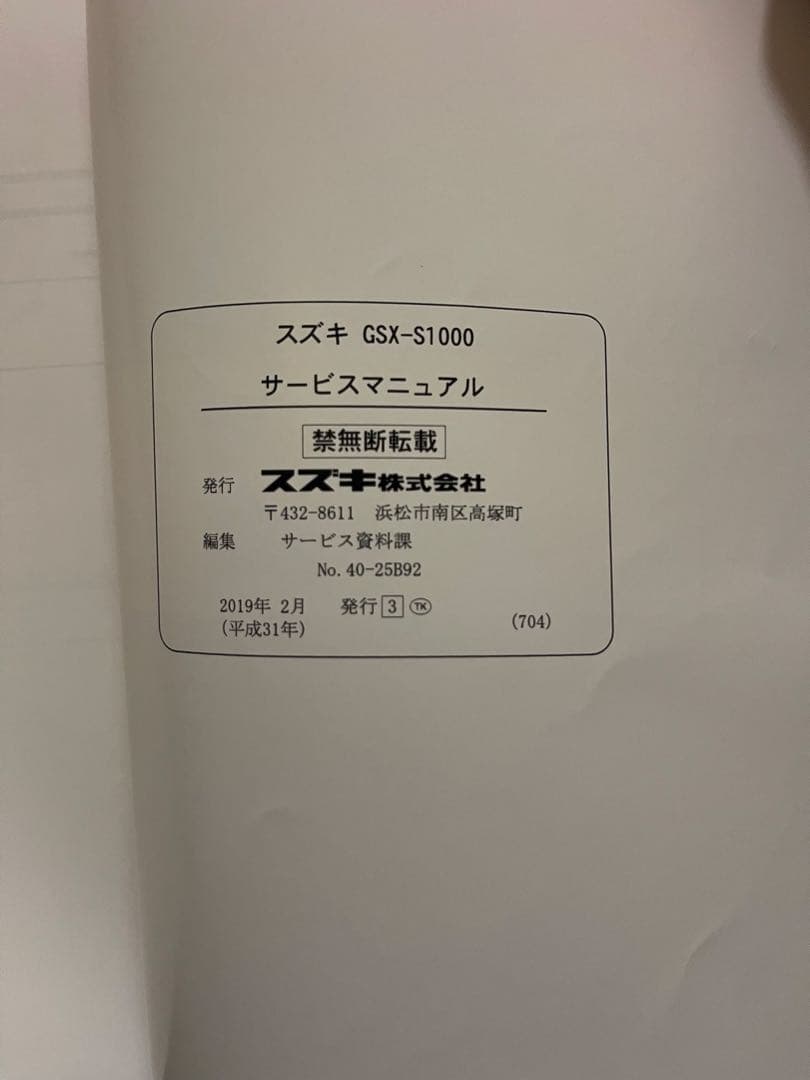 スズキ GSX-S1000
サービスマニュアル
禁無断転載
発行 スズキ株式会社
〒432-8611 浜松市南区高塚町
編集 サービス資料課
No. 40-25B92
2019年 2月 発行 3 TK
(平成31年)
(704)